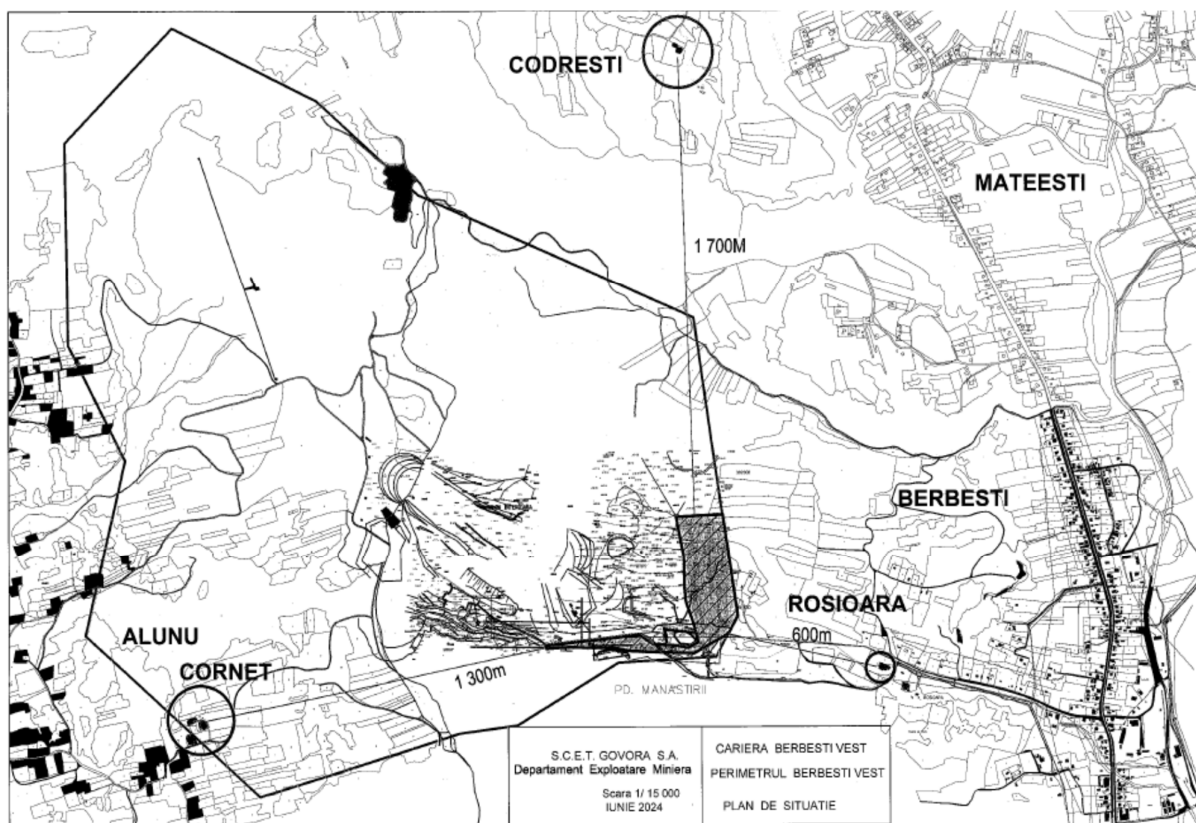 CODRESTI
MATEESTI
1 700M
BERBESTI
ROSIOARA
600m
ALUNU
CORNET
1 300m
PD. MANASTIRII
S.C.E.T. GOVORA S.A.
Departament Exploatare Miniera
Scara 1/ 15 000
IUNIE 2024
CARIERA BERBESTI VEST
PERIMETRUL BERBESTI VEST
PLAN DE SITUATIE